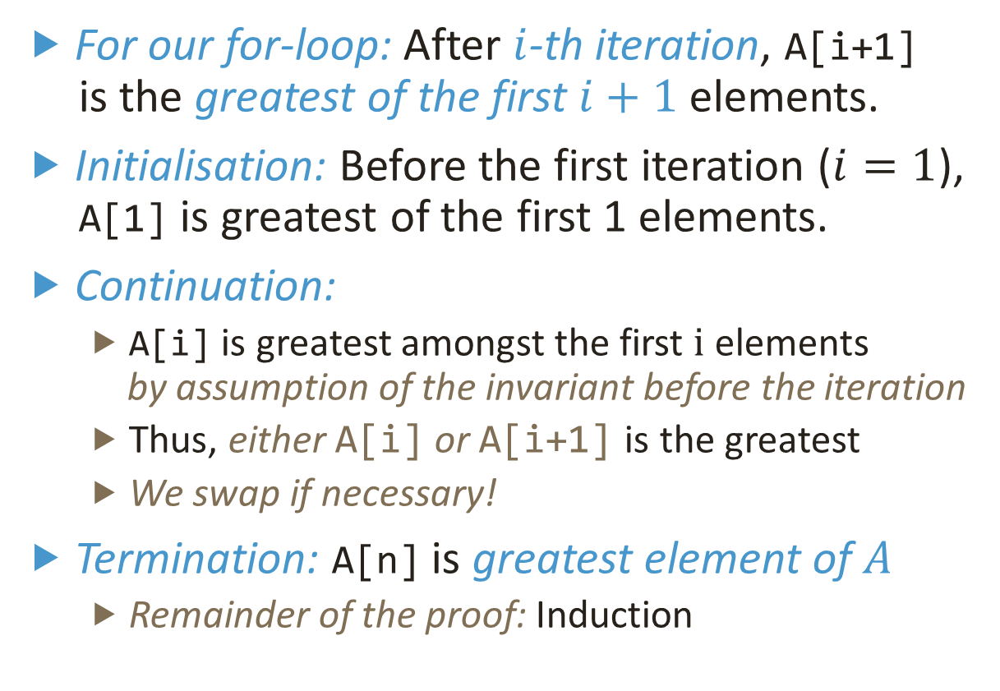 For our for-loop: After i-th iteration, A[i+1]
is the greatest of the first i + 1 elements.
Initialisation: Before the first iteration (i = 1),
A[1] is greatest of the first 1 elements.
Continuation:
A[i] is greatest amongst the first i elements
by assumption of the invariant before the iteration
Thus, either A[i] or A[i+1] is the greatest
We swap if necessary!
Termination: A[n] is greatest element of A
Remainder of the proof: Induction